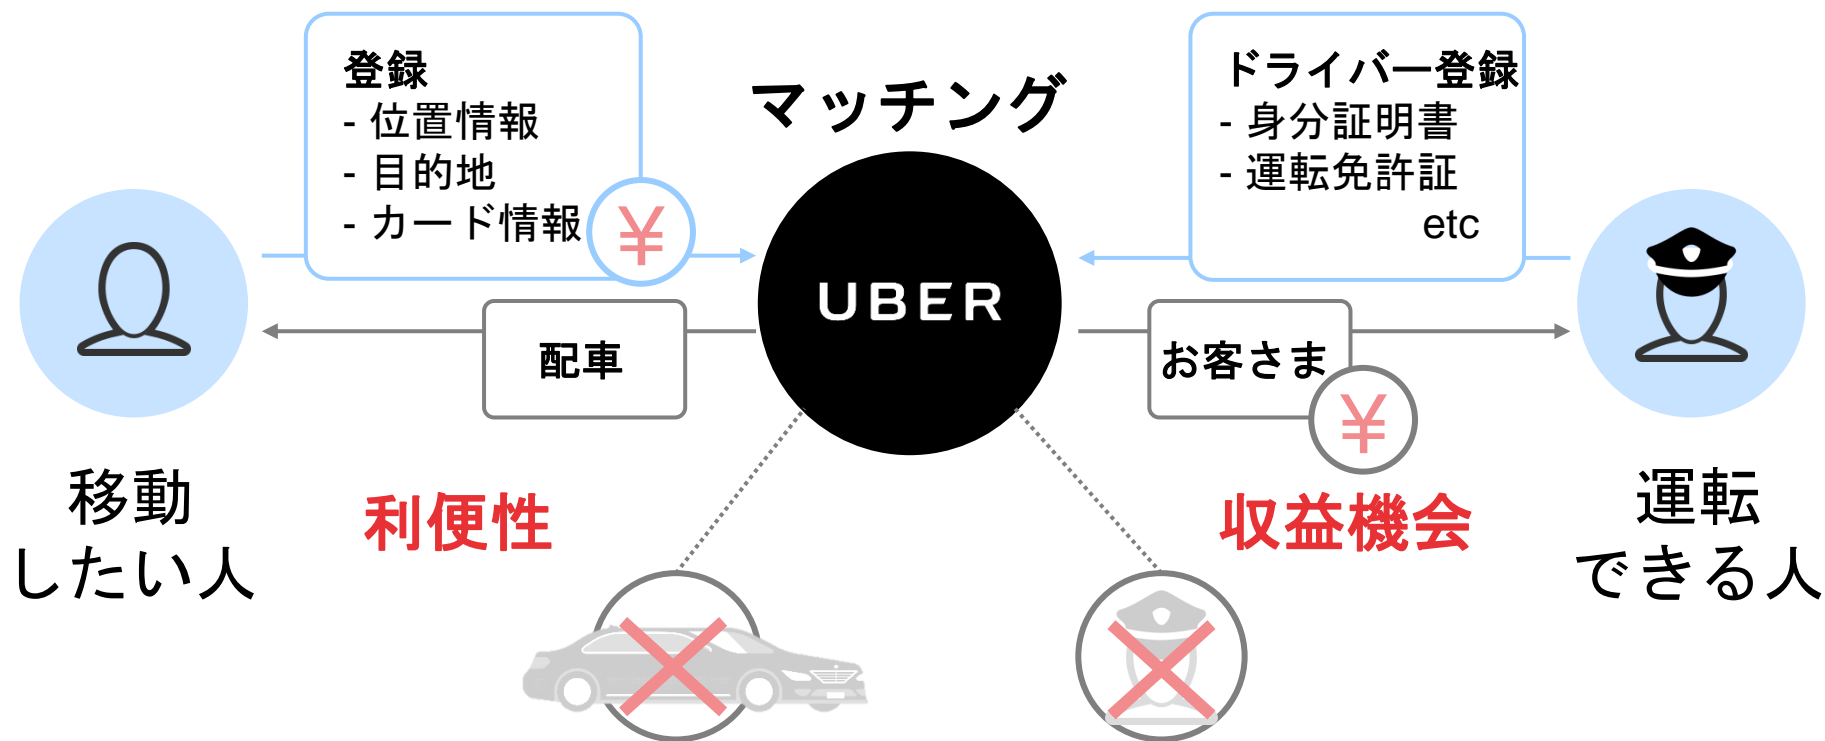 登録
- 位置情報
- 目的地
- カード情報
¥
マッチング
ドライバー登録
- 身分証明書
- 運転免許証
etc
UBER
配車
お客さま
¥
移動
したい人
利便性
収益機会
運転
できる人